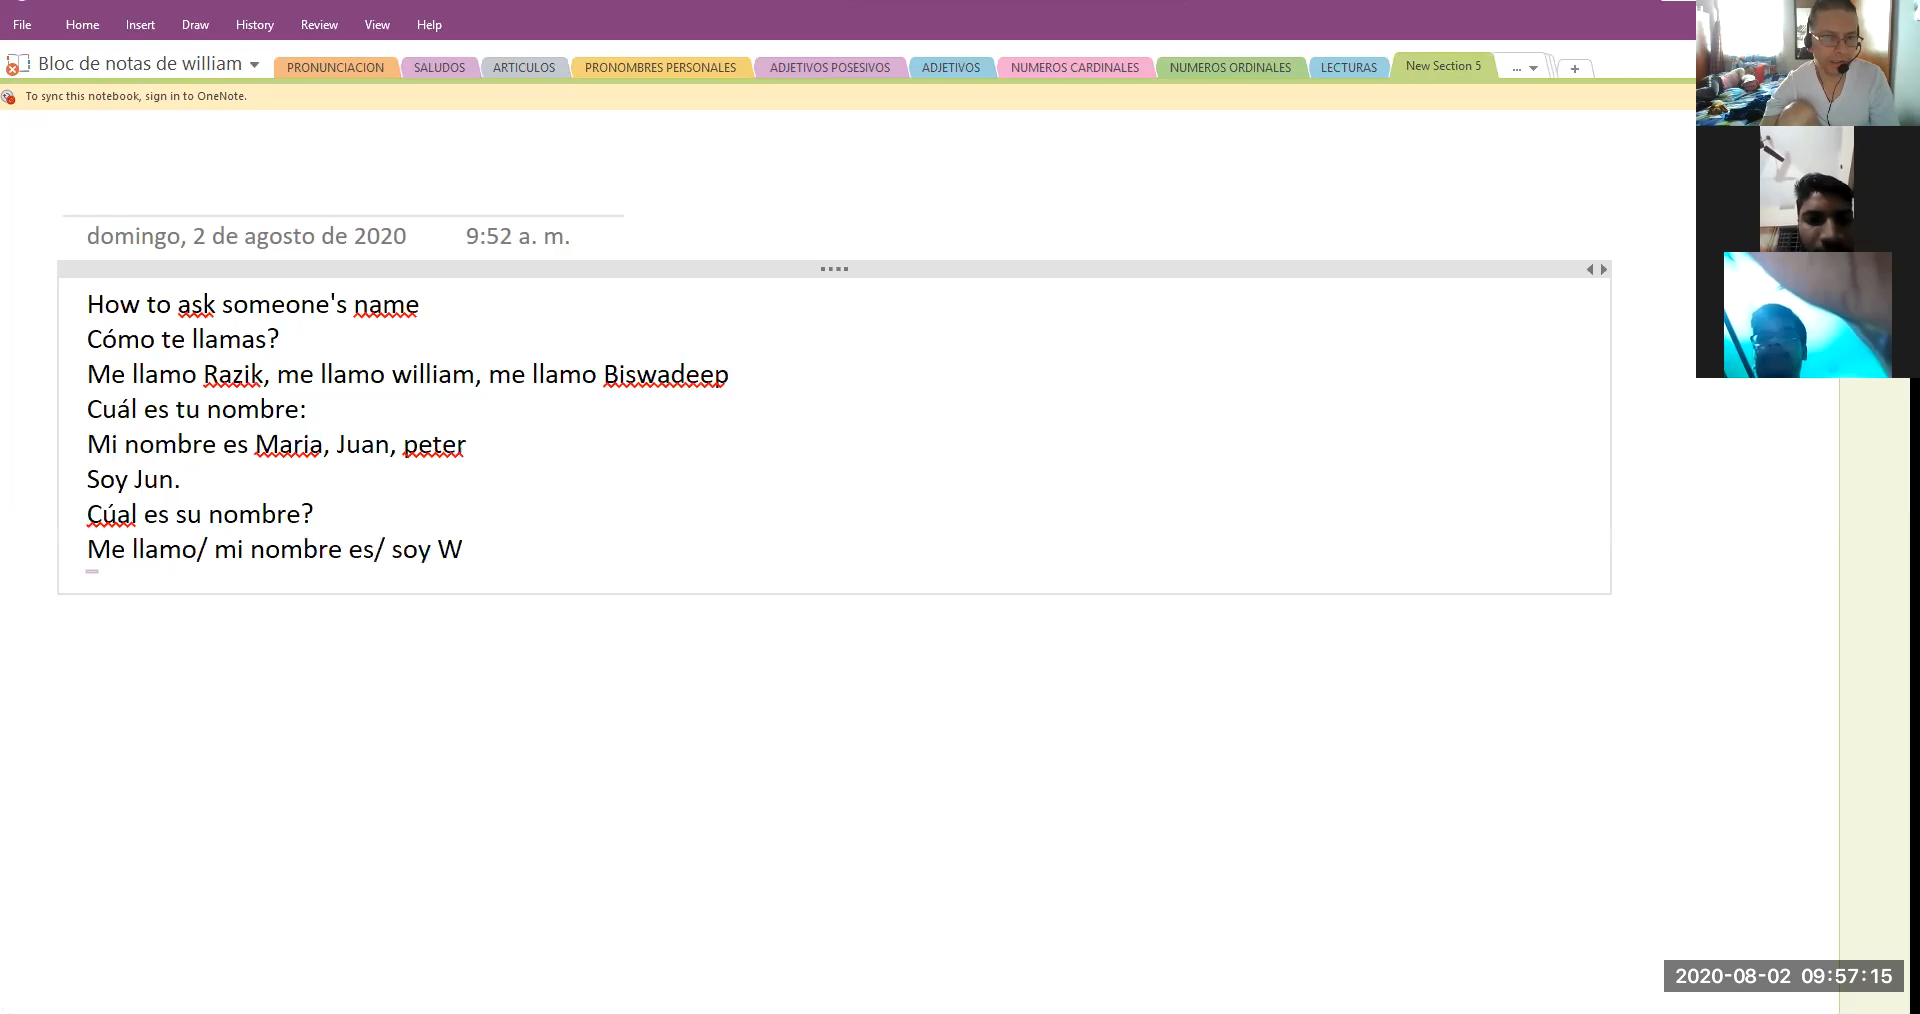 File Home Insert Draw History Review View Help
Bloc de notas de william PRONUNCIACION SALUDOS ARTICULOS PRONOMBRES PERSONALES ADJETIVOS POSESIVOS ADJETIVOS NUMEROS CARDINALES NUMEROS ORDINALES LECTURAS New Section 5 ... +
To sync this notebook, sign in to OneNote.
domingo, 2 de agosto de 2020 9:52 a. m.
How to ask someone's name
Cómo te llamas?
Me llamo Razik, me llamo william, me llamo Biswadeep
Cuál es tu nombre:
Mi nombre es Maria, Juan, peter
Soy Jun.
Cúal es su nombre?
Me llamo/ mi nombre es/ soy W
2020-08-02 09:57:15